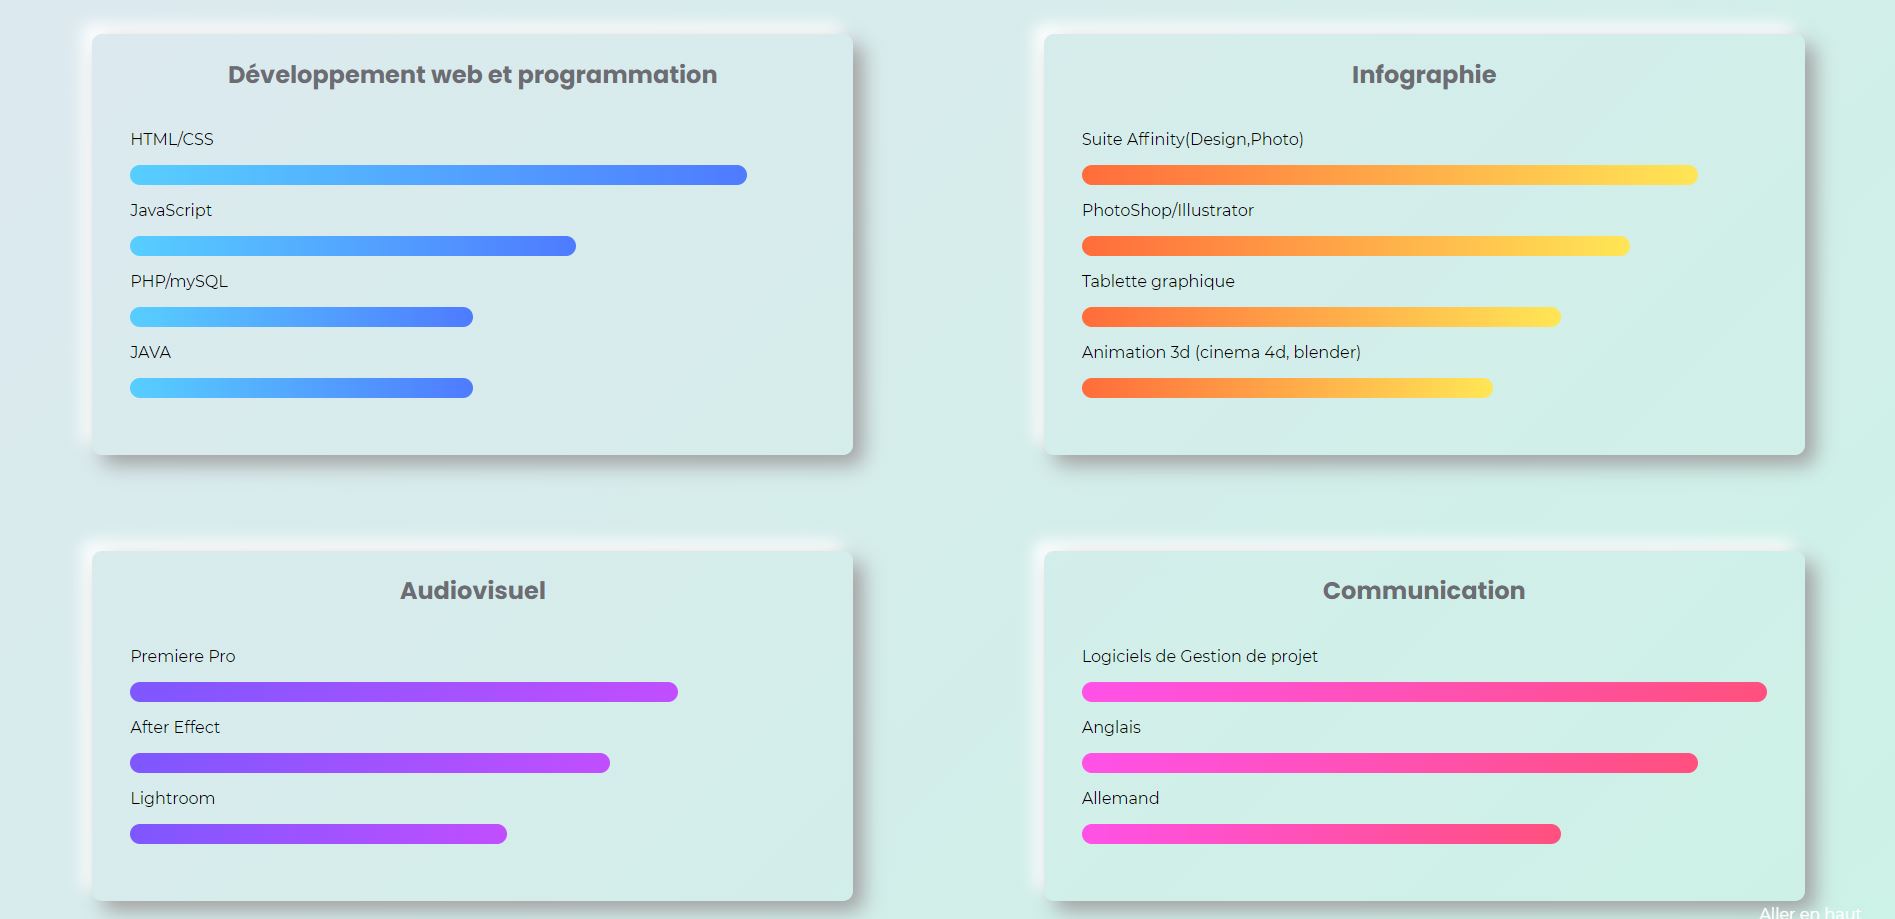 Développement web et programmation
HTML/CSS
JavaScript
PHP/mySQL
JAVA
Infographie
Suite Affinity(Design,Photo)
PhotoShop/Illustrator
Tablette graphique
Animation 3d (cinema 4d, blender)
Audiovisuel
Premiere Pro
After Effect
Lightroom
Communication
Logiciels de Gestion de projet
Anglais
Allemand
Aller en haut